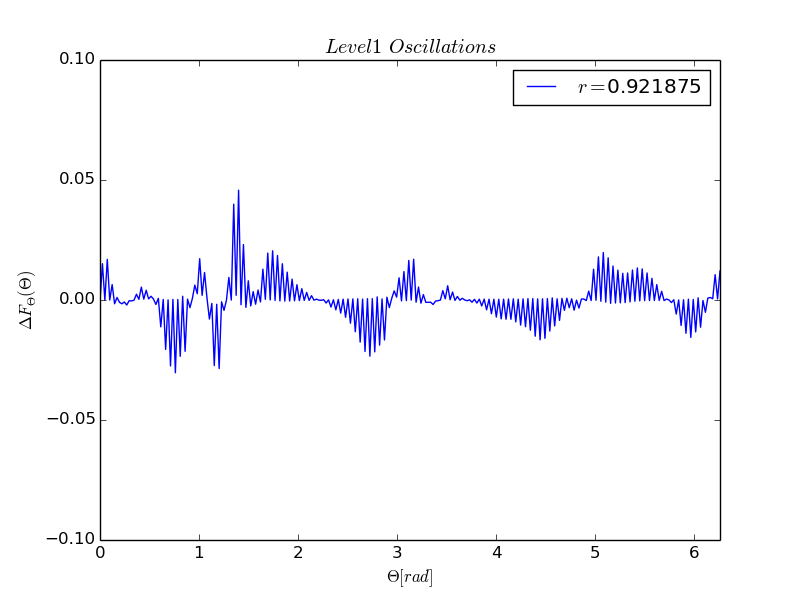 Level1 Oscillations
r=0.921875
0.10
0.05
0.00
−0.05
−0.10
ΔF_Θ(Θ)
0 1 2 3 4 5 6
Θ[rad]